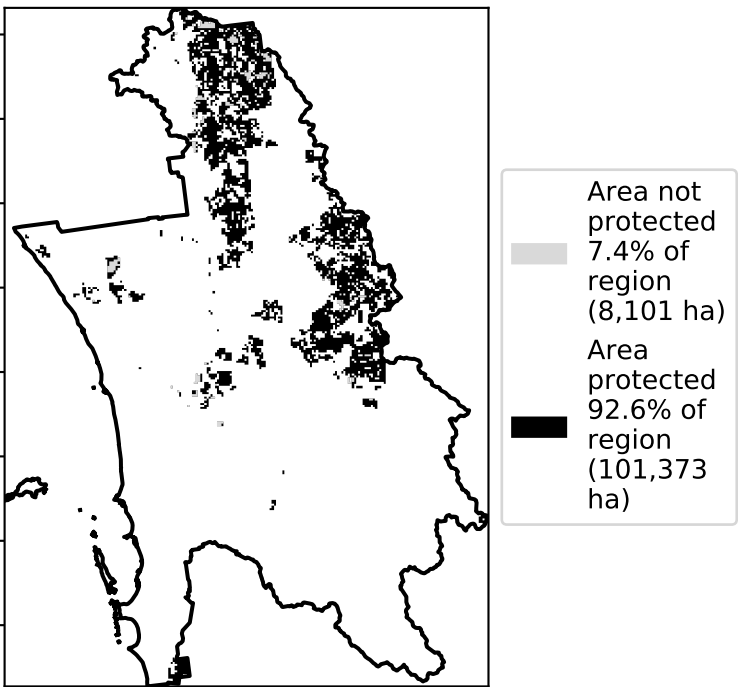 Area not
protected
7.4% of
region
(8,101 ha)
Area
protected
92.6% of
region
(101,373
ha)